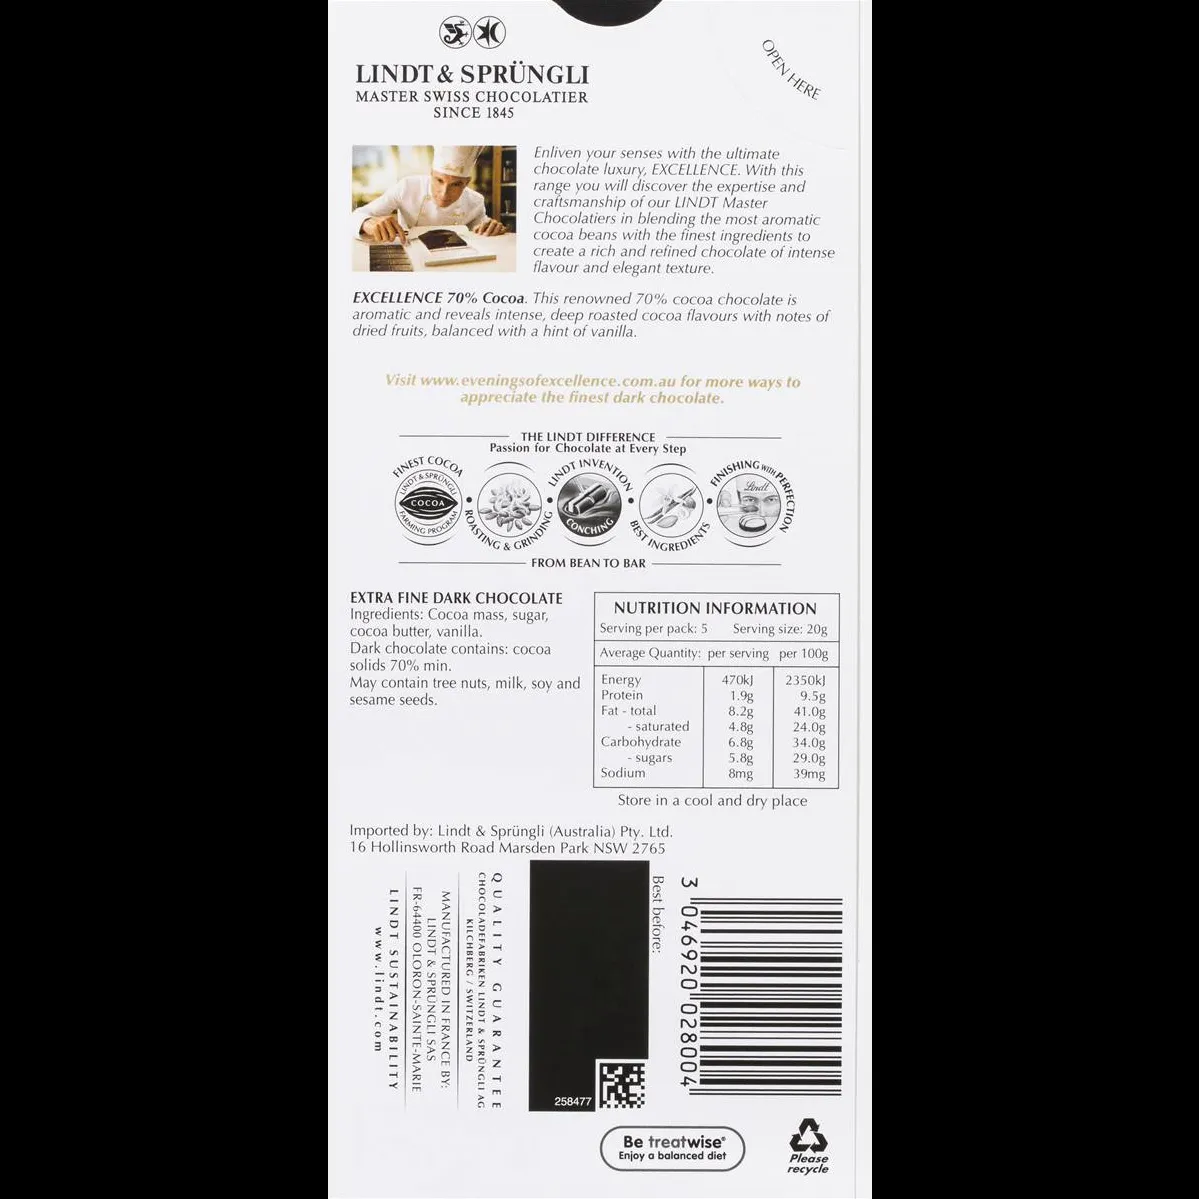 LINDT & SPRÜNGLI
MASTER SWISS CHOCOLATIER
SINCE 1845
OPEN HERE
Enliven your senses with the ultimate
chocolate luxury, EXCELLENCE. With this
range you will discover the expertise and
craftsmanship of our LINDT Master
Chocolatiers in blending the most aromatic
cocoa beans with the finest ingredients to
create a rich and refined chocolate of intense
flavour and elegant texture.
EXCELLENCE 70% Cocoa. This renowned 70% cocoa chocolate is
aromatic and reveals intense, deep roasted cocoa flavours with notes of
dried fruits, balanced with a hint of vanilla.
Visit www.eveningsofexcellence.com.au for more ways to
appreciate the finest dark chocolate.
THE LINDT DIFFERENCE
Passion for Chocolate at Every Step
FINEST COCOA
LINDT & SPRÜNGLI
COCOA
FARMING PROGRAM
ROASTING & GRINDING
LINDT INVENTION
CONCHING
BEST INGREDIENTS
FINISHING WITH PERFECTION
Lindt
FROM BEAN TO BAR
EXTRA FINE DARK CHOCOLATE
Ingredients: Cocoa mass, sugar,
cocoa butter, vanilla.
Dark chocolate contains: cocoa
solids 70% min.
May contain tree nuts, milk, soy and
sesame seeds.
NUTRITION INFORMATION
Serving per pack: 5 Serving size: 20g
Average Quantity: per serving per 100g
Energy 470kJ 2350kJ
Protein 1.9g 9.5g
Fat - total 8.2g 41.0g
- saturated 4.8g 24.0g
Carbohydrate 6.8g 34.0g
- sugars 5.8g 29.0g
Sodium 8mg 39mg
Store in a cool and dry place
Imported by: Lindt & Sprüngli (Australia) Pty. Ltd.
16 Hollinsworth Road Marsden Park NSW 2765
QUALITY GUARANTEE
CHOCOLADEFABRIKEN LINDT & SPRÜNGLI AG
KILCHBERG / SWITZERLAND
MANUFACTURED IN FRANCE BY:
LINDT & SPRÜNGLI SAS
FR-64400 OLORON-SAINTE-MARIE
LINDT SUSTAINABILITY
www.lindt.com
Best before:
258477
3 046920 028004
Be treatwise®
Enjoy a balanced diet
Please
recycle